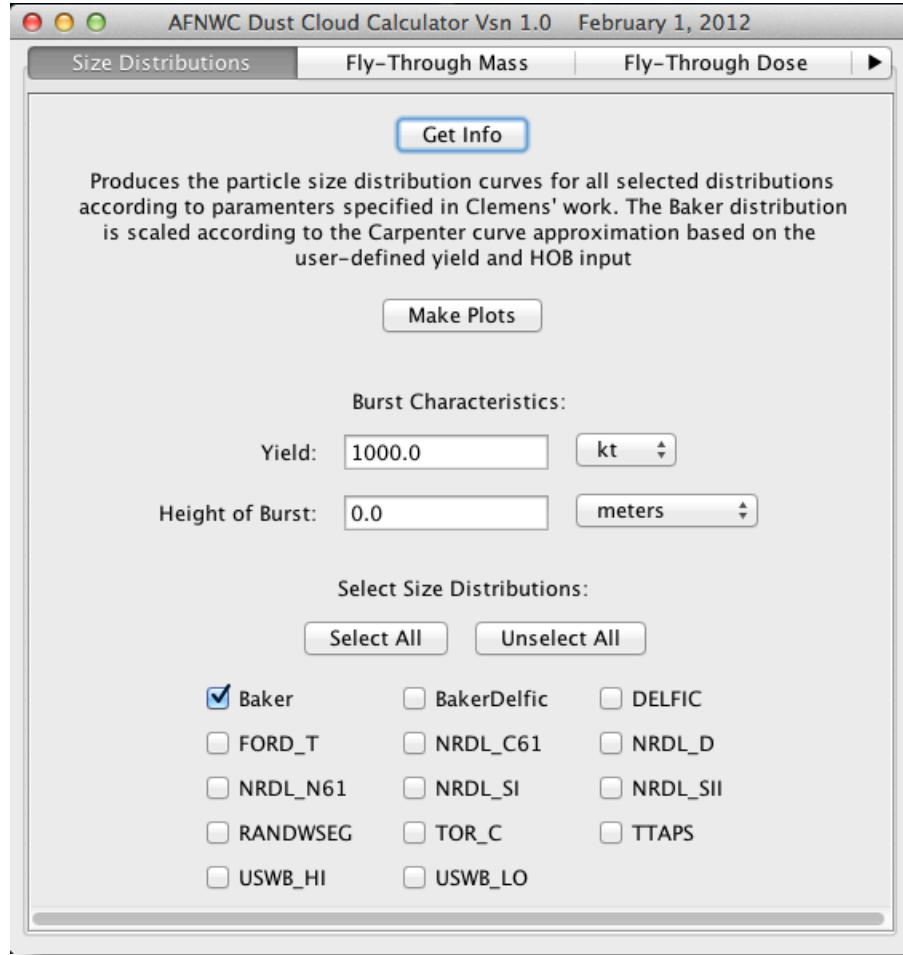 AFNWC Dust Cloud Calculator Vsn 1.0 February 1, 2012
Size Distributions Fly-Through Mass Fly-Through Dose
Get Info
Produces the particle size distribution curves for all selected distributions
according to paramenters specified in Clemens' work. The Baker distribution
is scaled according to the Carpenter curve approximation based on the
user-defined yield and HOB input
Make Plots
Burst Characteristics:
Yield: 1000.0 kt
Height of Burst: 0.0 meters
Select Size Distributions:
Select All Unselect All
Baker BakerDelfic DELFIC
FORD_T NRDL_C61 NRDL_D
NRDL_N61 NRDL_SI NRDL_SII
RANDWSEG TOR_C TTAPS
USWB_HI USWB_LO